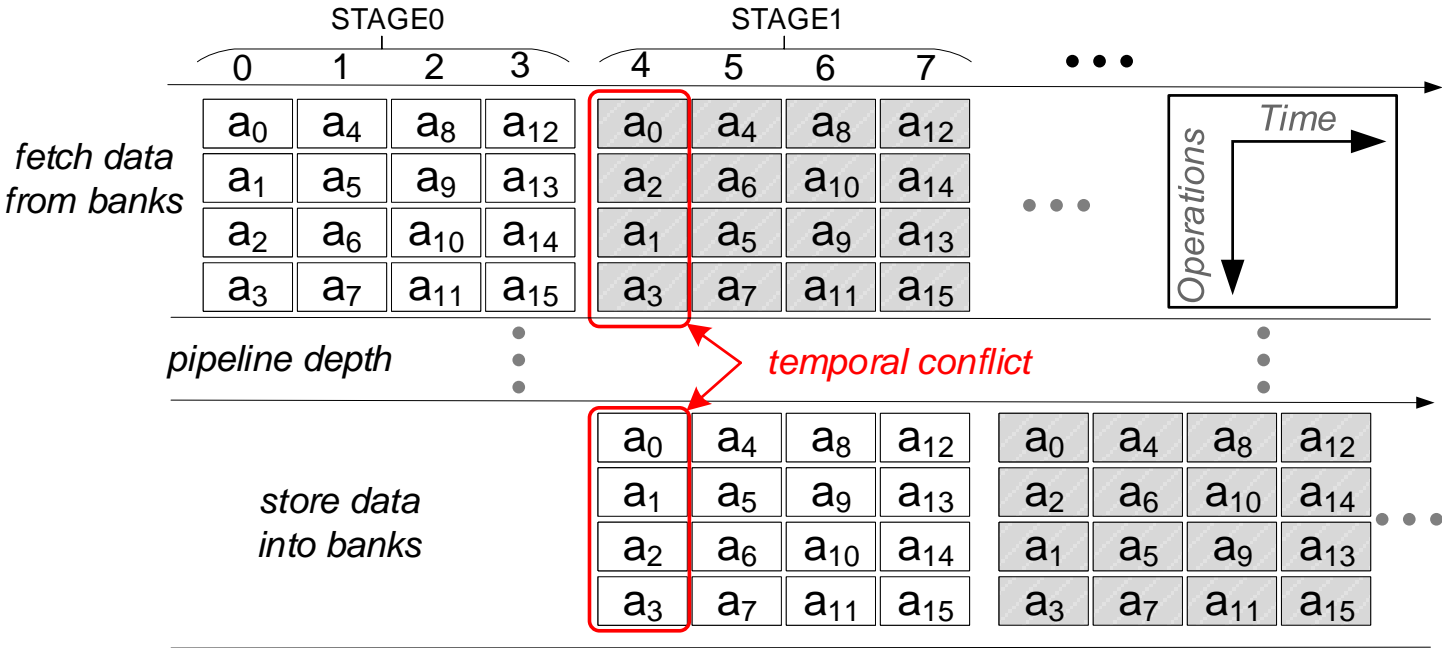 STAGE0 STAGE1
0 1 2 3 4 5 6 7
fetch data
from banks
a0 a4 a8 a12 a0 a4 a8 a12
a1 a5 a9 a13 a2 a6 a10 a14
a2 a6 a10 a14 a1 a5 a9 a13
a3 a7 a11 a15 a3 a7 a11 a15
Time
Operations
pipeline depth
temporal conflict
store data
into banks
a0 a4 a8 a12 a0 a4 a8 a12
a1 a5 a9 a13 a2 a6 a10 a14
a2 a6 a10 a14 a1 a5 a9 a13
a3 a7 a11 a15 a3 a7 a11 a15